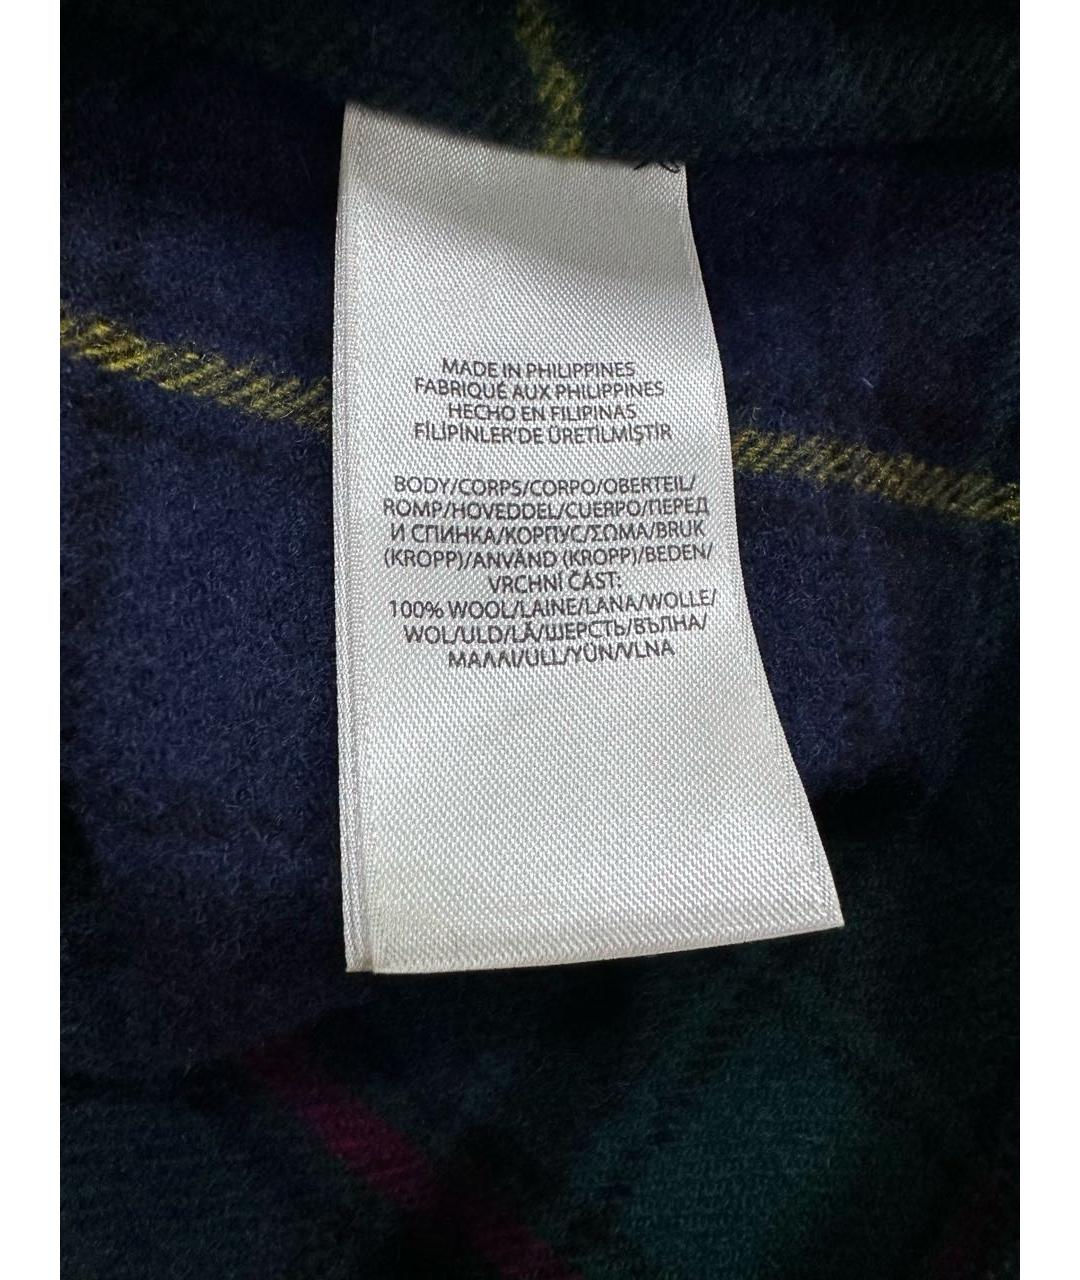 MADE IN PHILIPPINES
FABRIQUÉ AUX PHILIPPINES
HECHO EN FILIPINAS
FİLİPİNLER'DE ÜRETİLMİŞTİR
BODY/CORPS/CORPO/OBERTEIL/
ROMP/HOVEDDEL/CUERPO/ПЕРЕД
И СПИНКА/КОРПУС/ΣΩΜΑ/BRUK
(KROPP)/ANVÄND (KROPP)/BEDEN/
VRCHNÍ ČÁST:
100% WOOL/LAINE/LANA/WOLLE/
WOL/ULD/LÃ/ШЕРСТЬ/ВЪЛНА/
ΜΑΛΛΙ/ULL/YÜN/VLNA